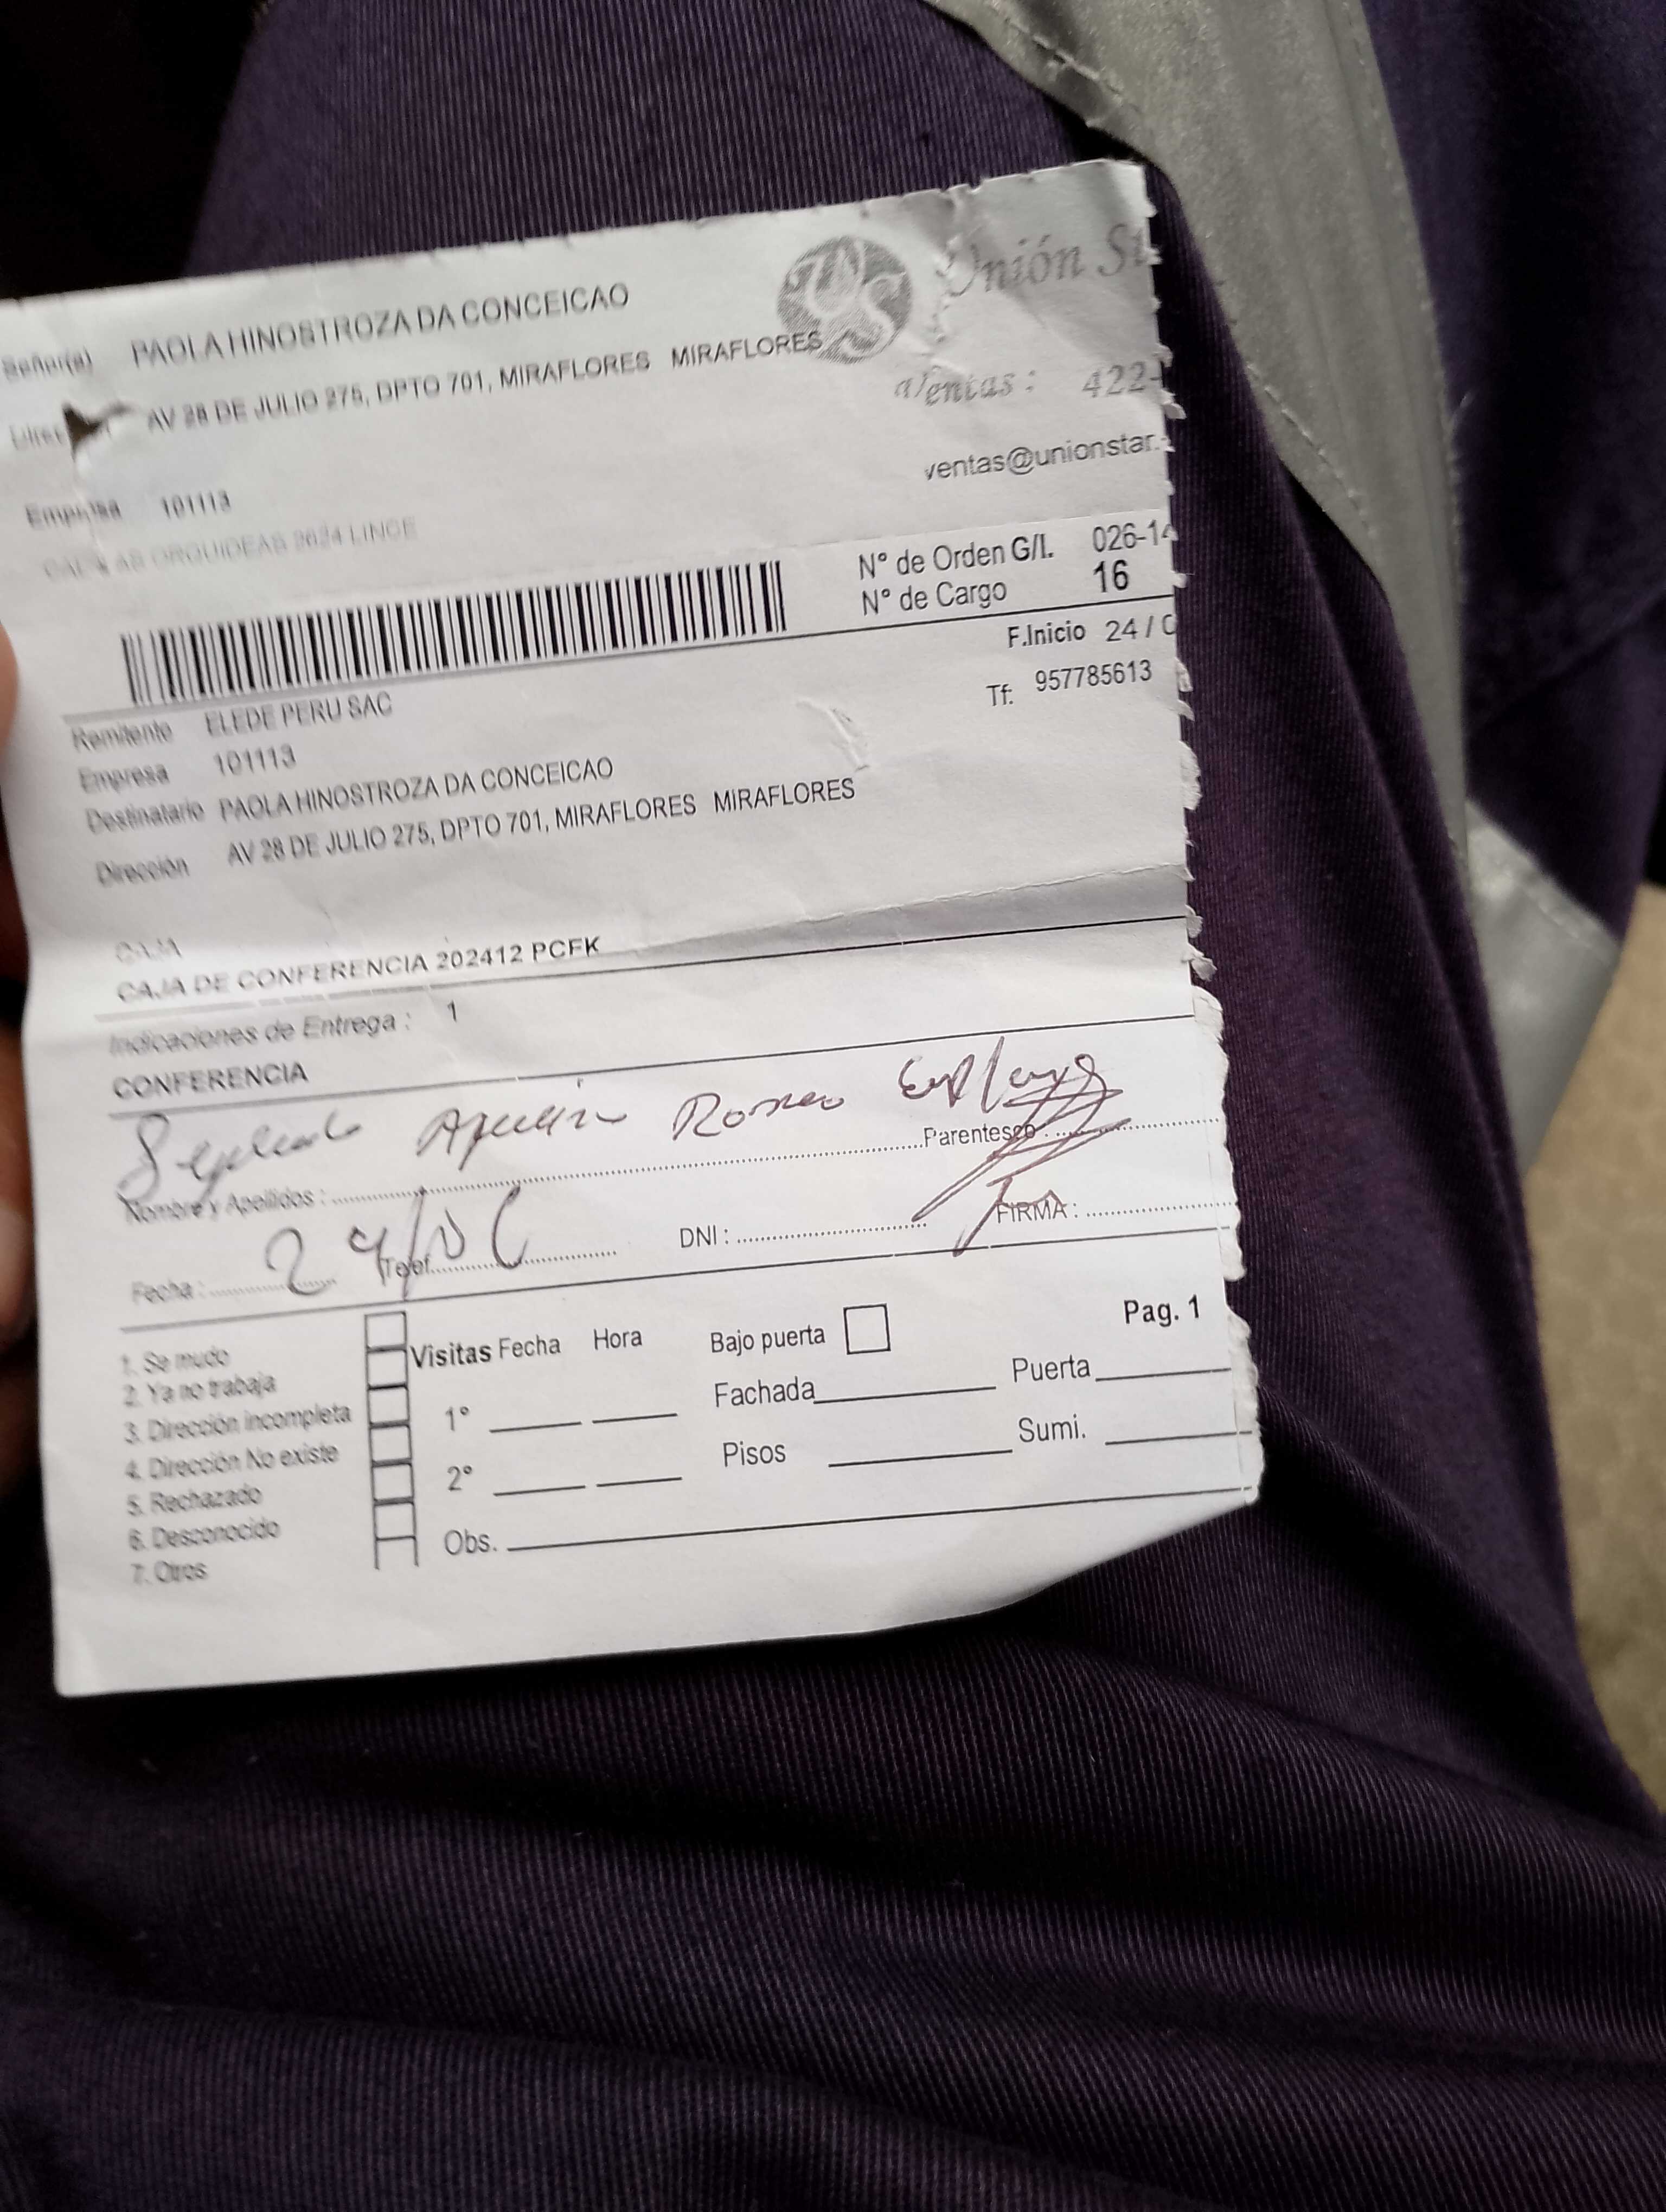 Señor(a) PAOLA HINOSTROZA DA CONCEICAO
Unión St
AV 28 DE JULIO 275, DPTO 701, MIRAFLORES MIRAFLORES
Ventas: 422-
ventas@unionstar.
Empresa 101113
ORQUIDEAS 2624 LINCE
N° de Orden G/I. 026-14
N° de Cargo 16
F.Inicio 24 /
Tf: 957785613
Remitente ELEDE PERU SAC
Empresa 101113
Destinatario PAOLA HINOSTROZA DA CONCEICAO
Dirección AV 28 DE JULIO 275, DPTO 701, MIRAFLORES MIRAFLORES
CAJA
CAJA DE CONFERENCIA 202412 PCFK
Indicaciones de Entrega : 1
CONFERENCIA
Romero
Nombre y Apellidos : Parentesco :
Fecha : Telef. DNI : FIRMA :
Pag. 1
1. Se mudo
2. Ya no trabaja
3. Dirección incompleta
4. Dirección No existe
5. Rechazado
6. Desconocido
7. Otros
Visitas Fecha Hora
1°
2°
Obs.
Bajo puerta
Fachada Puerta
Pisos Sumi.